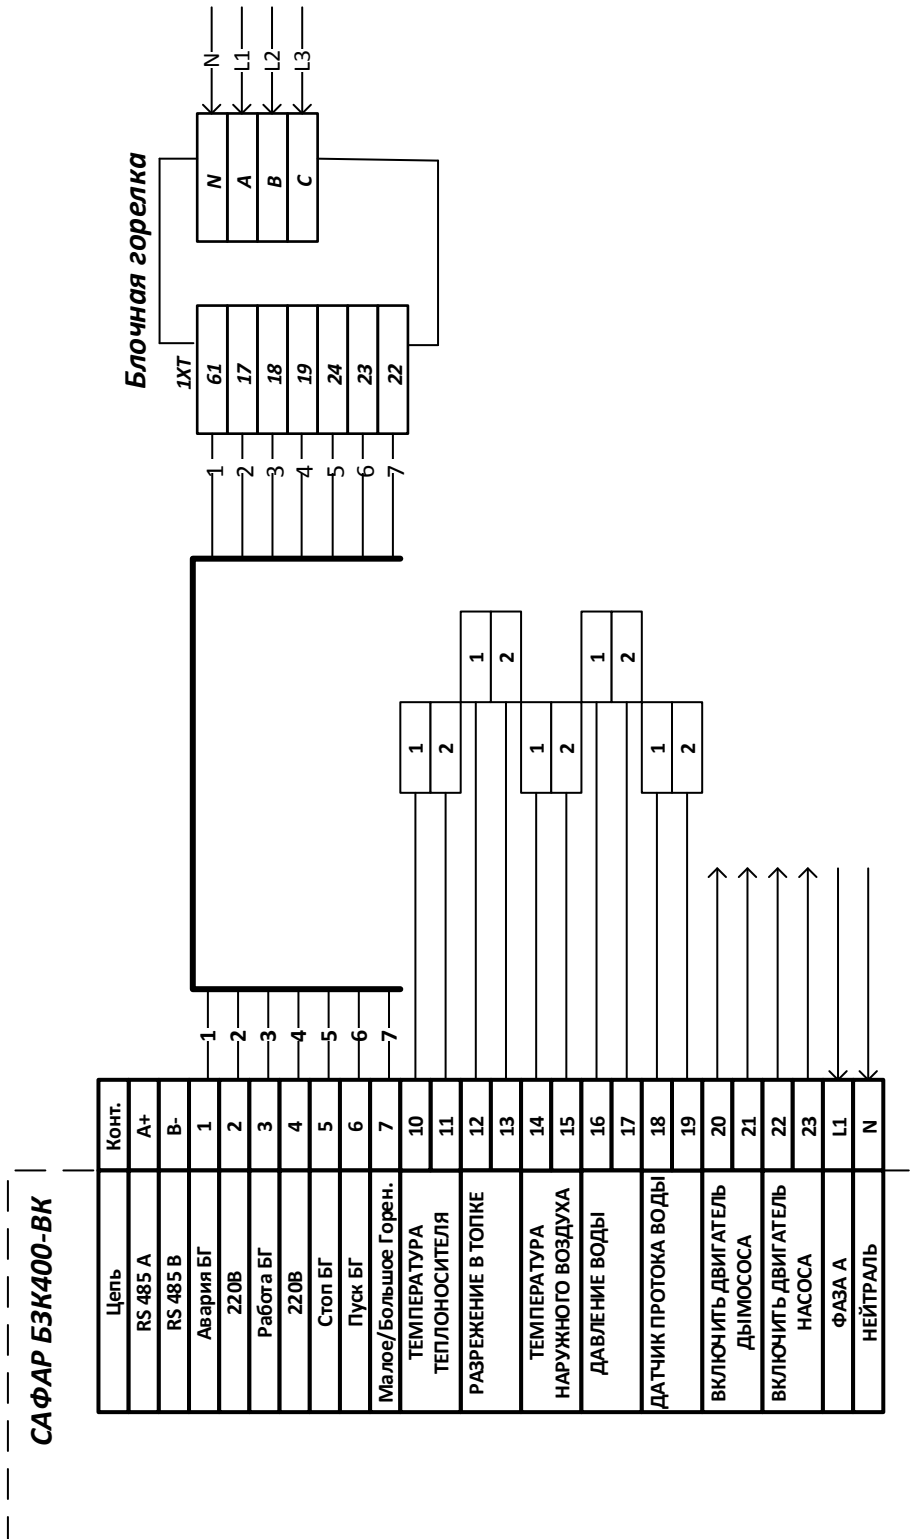 САФАР БЗК400-ВК
Цепь Конт.
RS 485 A A+
RS 485 B B-
Авария БГ 1
220В 2
Работа БГ 3
220В 4
Стоп БГ 5
Пуск БГ 6
Малое/Большое Горен. 7
ТЕМПЕРАТУРА 10
ТЕПЛОНОСИТЕЛЯ 11
РАЗРЕЖЕНИЕ В ТОПКЕ 12
13
ТЕМПЕРАТУРА 14
НАРУЖНОГО ВОЗДУХА 15
ДАВЛЕНИЕ ВОДЫ 16
17
ДАТЧИК ПРОТОКА ВОДЫ 18
19
ВКЛЮЧИТЬ ДВИГАТЕЛЬ 20
ДЫМОСОСА 21
ВКЛЮЧИТЬ ДВИГАТЕЛЬ 22
НАСОСА 23
ФАЗА А L1
НЕЙТРАЛЬ N
1
2
3
4
5
6
7
1
2
1
2
1
2
1
2
1
2
Блочная горелка
1XT
1 61
2 17
3 18
4 19
5 24
6 23
7 22
N N
A L1
B L2
C L3